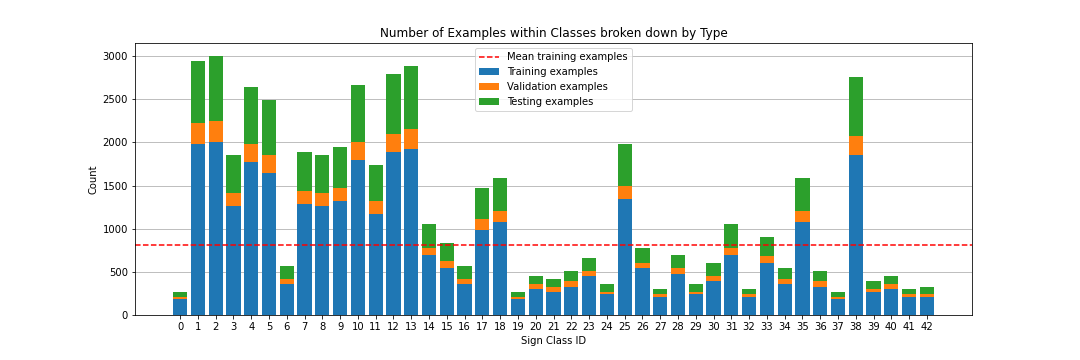 Number of Examples within Classes broken down by Type
Mean training examples
Training examples
Validation examples
Testing examples
3000
2500
2000
1500
1000
500
0
Count
0 1 2 3 4 5 6 7 8 9 10 11 12 13 14 15 16 17 18 19 20 21 22 23 24 25 26 27 28 29 30 31 32 33 34 35 36 37 38 39 40 41 42
Sign Class ID